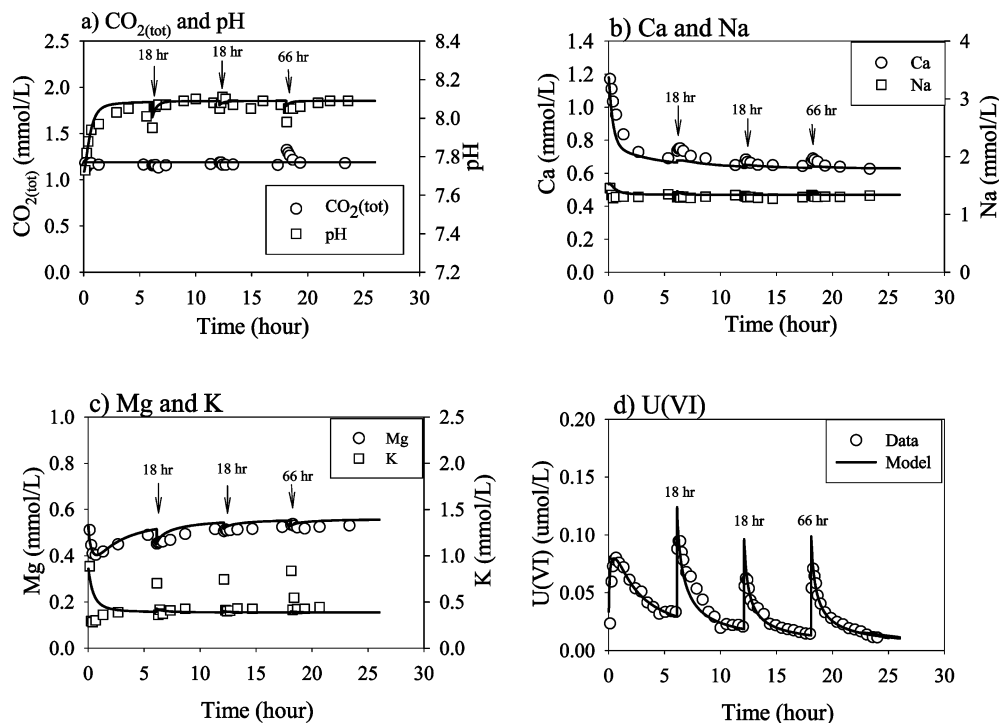 a) CO2(tot) and pH
CO2(tot) (mmol/L)
2.5
2.0
1.5
1.0
0.5
0.0
18 hr
18 hr
66 hr
8.4
8.2
8.0
7.8
7.6
7.4
7.2
pH
CO2(tot)
pH
0 5 10 15 20 25 30
Time (hour)
b) Ca and Na
Ca (mmol/L)
1.4
1.2
1.0
0.8
0.6
0.4
0.2
0.0
18 hr
18 hr
66 hr
Ca
Na
4
3
2
1
0
Na (mmol/L)
0 5 10 15 20 25 30
Time (hour)
c) Mg and K
Mg (mmol/L)
1.0
0.8
0.6
0.4
0.2
0.0
18 hr
18 hr
66 hr
Mg
K
2.5
2.0
1.5
1.0
0.5
0.0
K (mmol/L)
0 5 10 15 20 25 30
Time (hour)
d) U(VI)
U(VI) (umol/L)
0.20
0.15
0.10
0.05
0.00
18 hr
18 hr
66 hr
Data
Model
0 5 10 15 20 25 30
Time (hour)